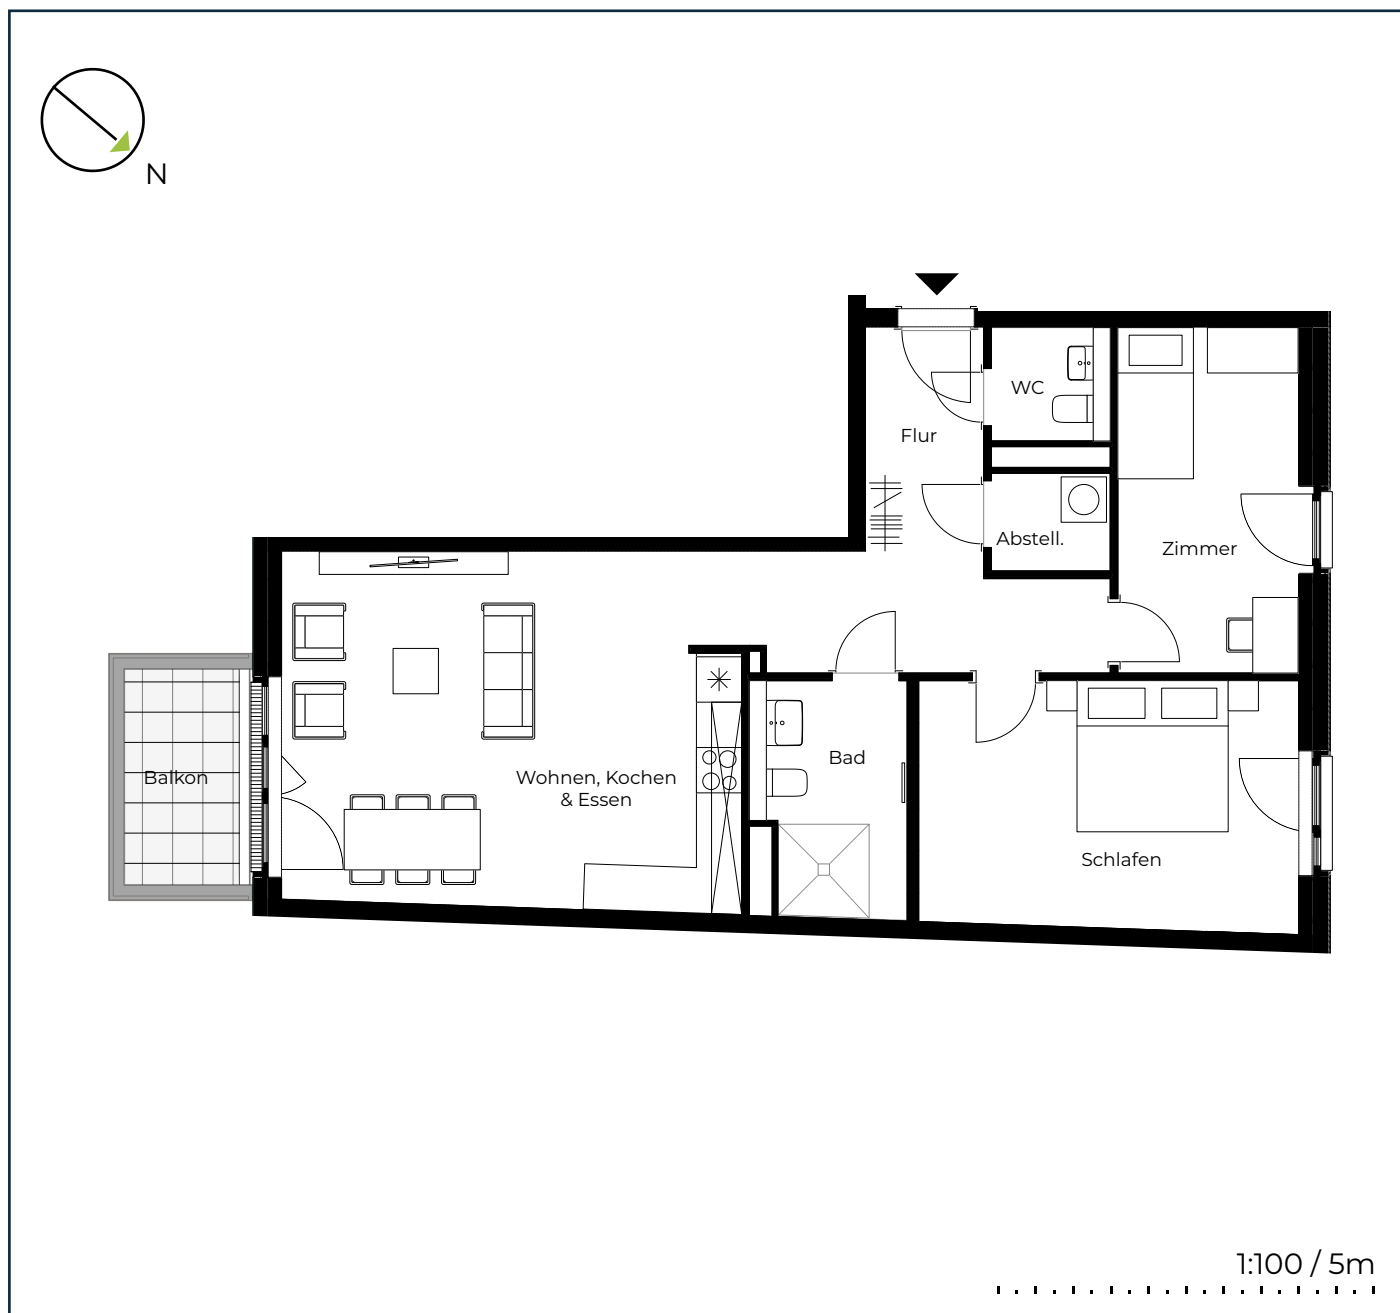 N
WC
Flur
Abstell.
Zimmer
Balkon
Wohnen, Kochen
& Essen
Bad
Schlafen
1:100 / 5m